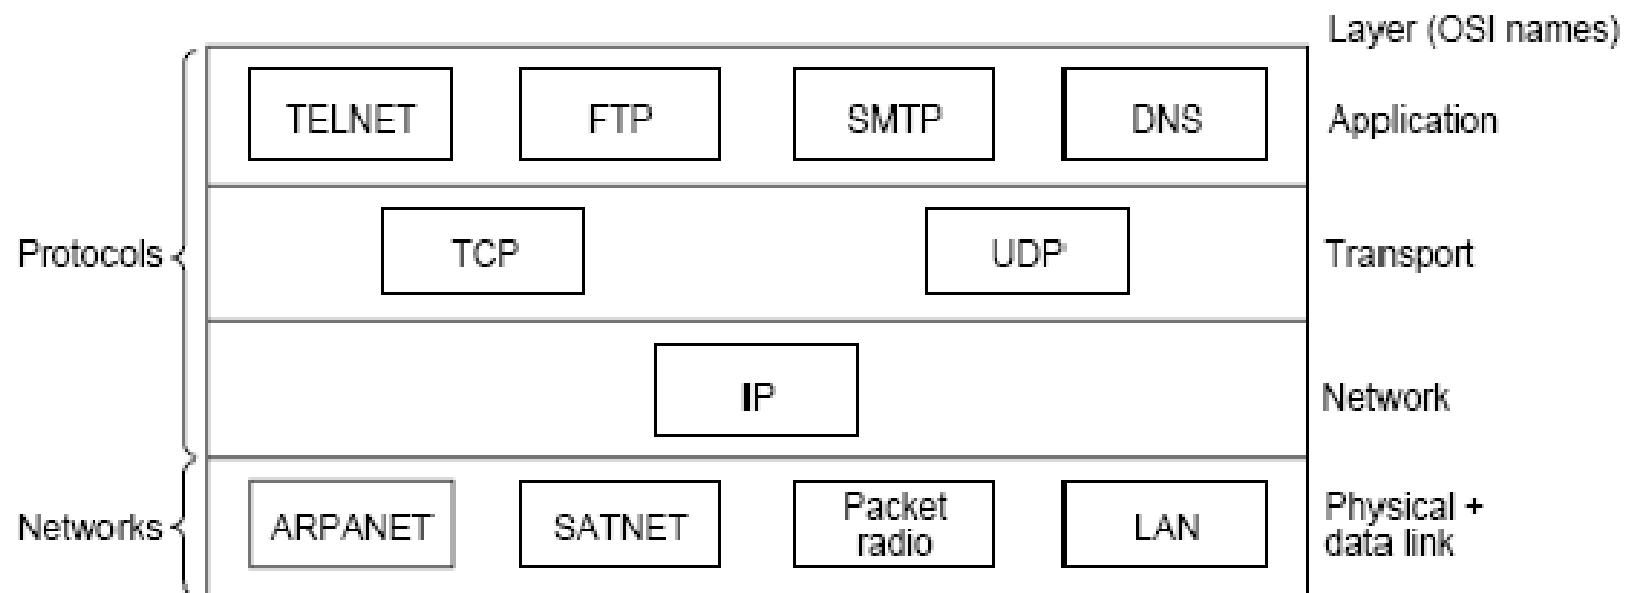 Layer (OSI names)
TELNET FTP SMTP DNS Application
Protocols TCP UDP Transport
IP Network
Networks ARPANET SATNET Packet radio LAN Physical +
data link